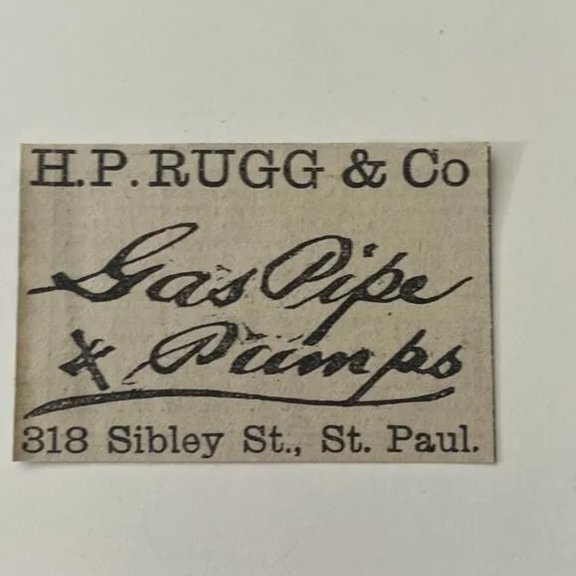 H.P. RUGG & Co
Gas Pipe
& Pumps
318 Sibley St., St. Paul.